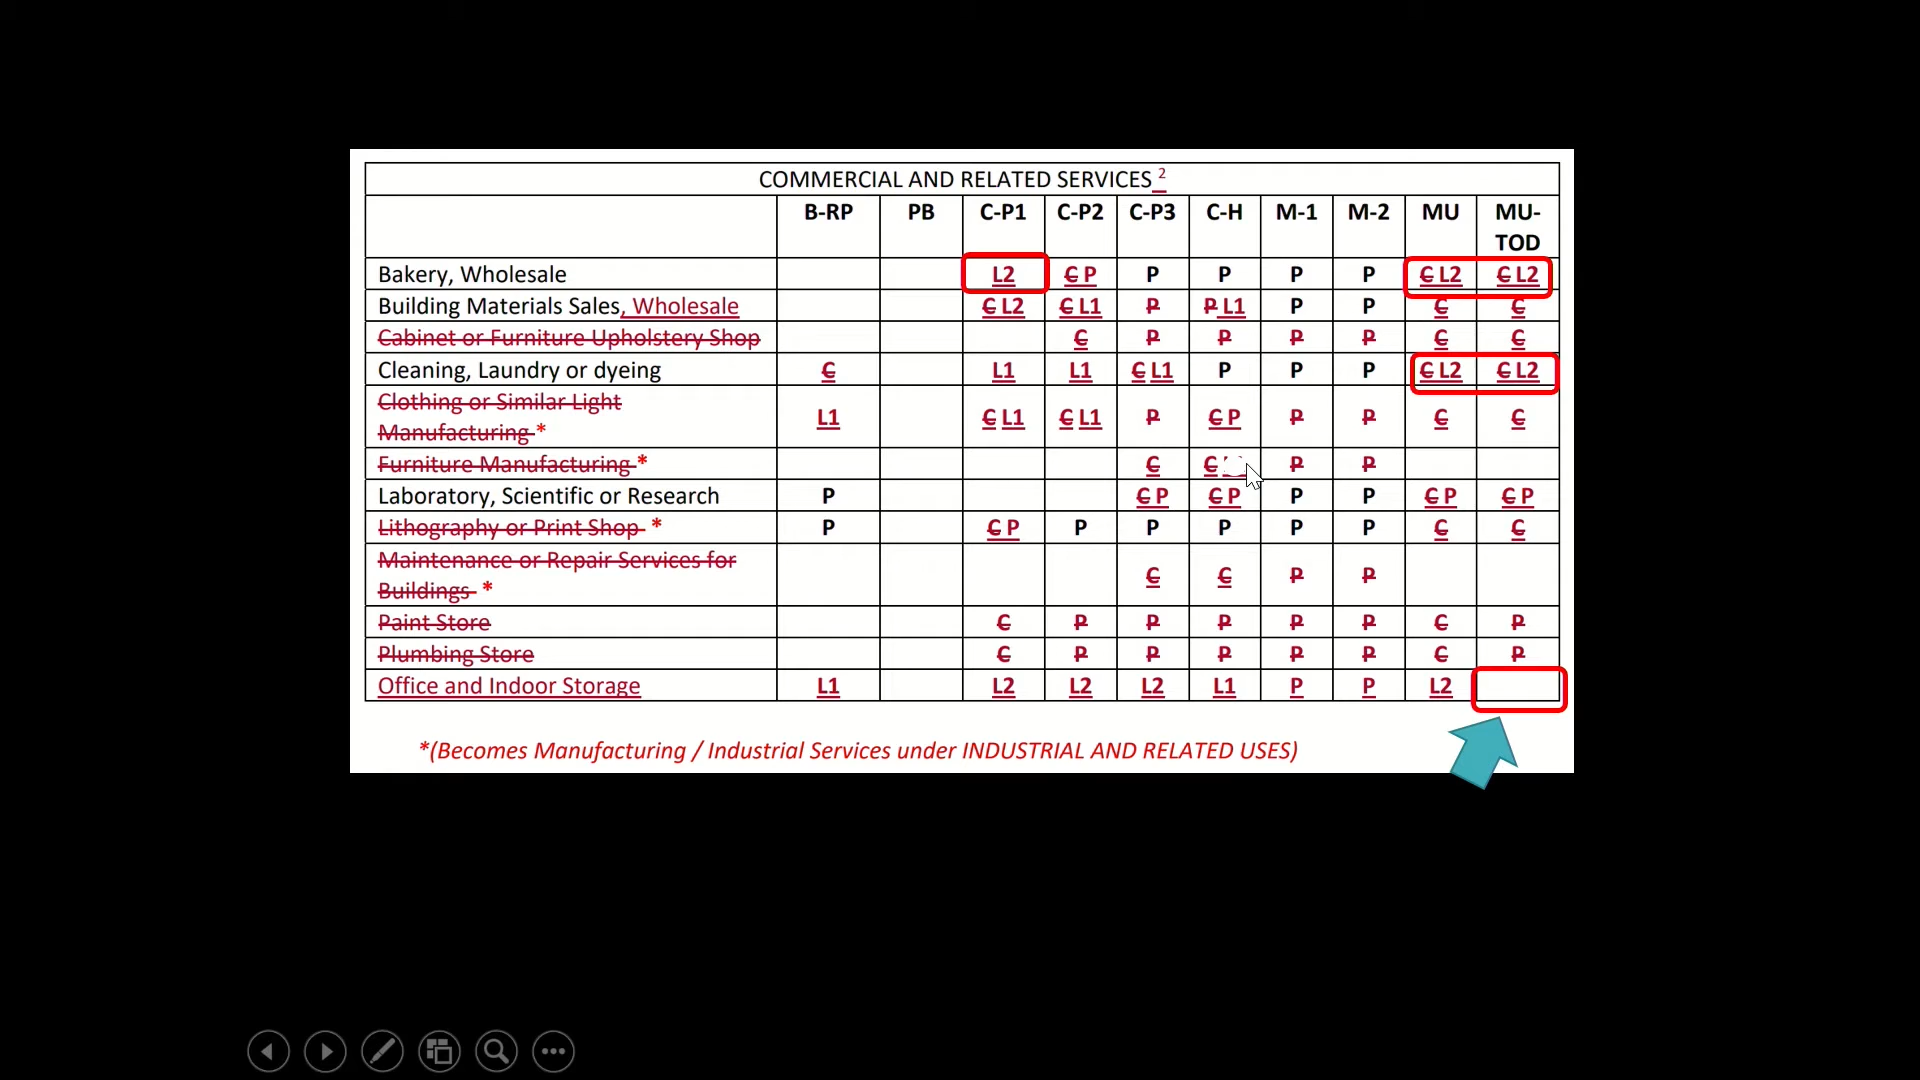 COMMERCIAL AND RELATED SERVICES 2
B-RP PB C-P1 C-P2 C-P3 C-H M-1 M-2 MU MU-
TOD
Bakery, Wholesale L2 C P P P P P C L2 C L2
Building Materials Sales, Wholesale C L2 C L1 P P L1 P P C C
Cabinet or Furniture Upholstery Shop C P P P P C C
Cleaning, Laundry or dyeing C L1 L1 C L1 P P P C L2 C L2
Clothing or Similar Light
Manufacturing * L1 C L1 C L1 P C P P P C C
Furniture Manufacturing * C C P P
Laboratory, Scientific or Research P C P C P P P C P C P
Lithography or Print Shop * P C P P P P P P C C
Maintenance or Repair Services for
Buildings * C C P P
Paint Store C P P P P P C P
Plumbing Store C P P P P P C P
Office and Indoor Storage L1 L2 L2 L2 L1 P P L2
*(Becomes Manufacturing / Industrial Services under INDUSTRIAL AND RELATED USES)